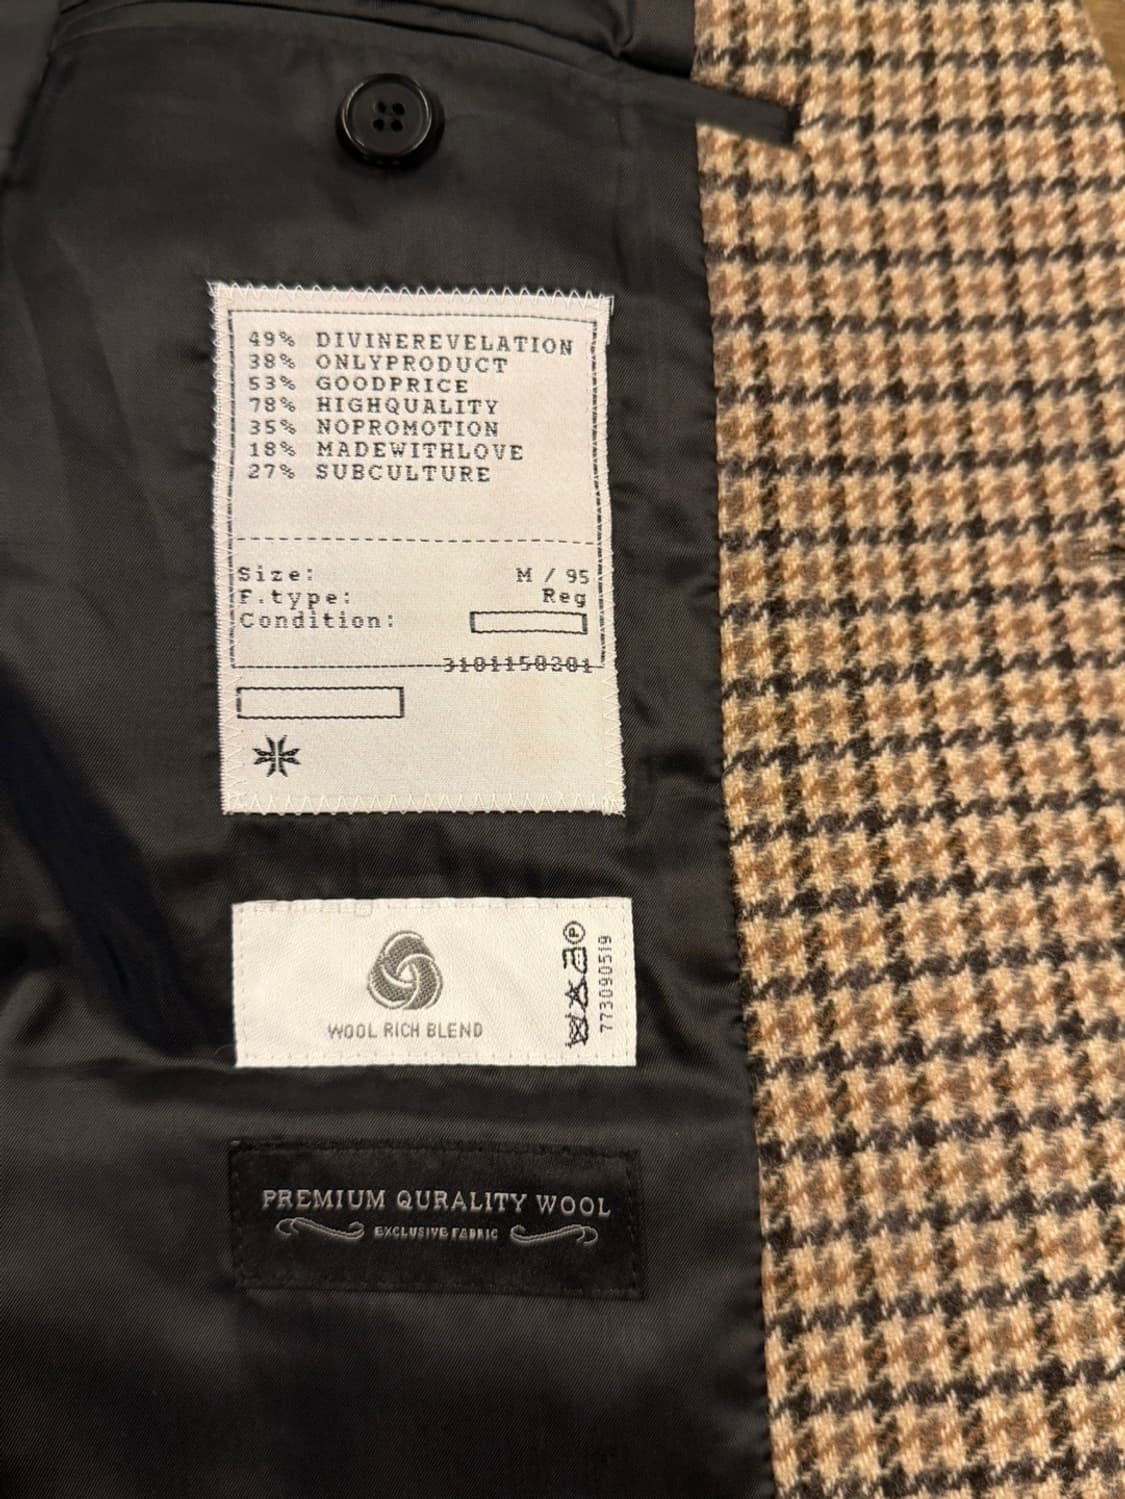 49% DIVINEREVELATION
38% ONLYPRODUCT
53% GOODPRICE
78% HIGHQUALITY
35% NOPROMOTION
18% MADEWITHLOVE
27% SUBCULTURE
Size: M / 95
F.type: Reg
Condition:
3101150201
WOOL RICH BLEND
P
773090519
PREMIUM QURALITY WOOL
EXCLUSIVE FABRIC